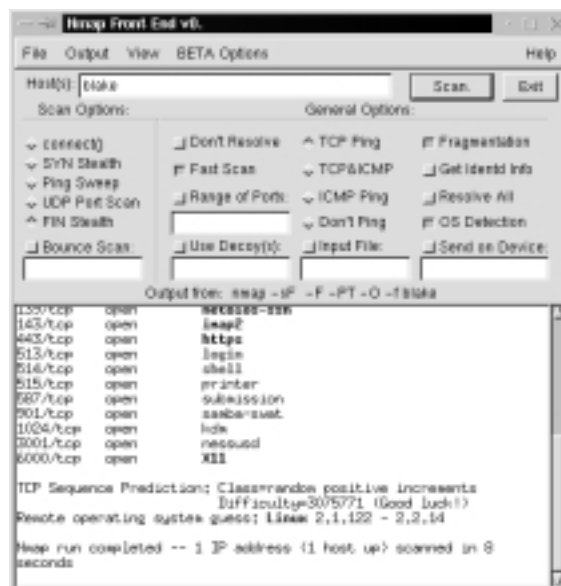 Nmap Front End v0.
File Output View BETA Options Help
Host(s): blake Scan. Exit
Scan Options: General Options:
connect() Don't Resolve TCP Ping Fragmentation
SYN Stealth Fast Scan TCP&ICMP Get Identd Info
Ping Sweep Range of Ports: ICMP Ping Resolve All
UDP Port Scan Don't Ping OS Detection
FIN Stealth
Bounce Scan: Use Decoy(s): Input File: Send on Device:
Output from: nmap -sF -F -PT -O -f blake
139/tcp open netbios-ssn
143/tcp open imap2
443/tcp open https
513/tcp open login
514/tcp open shell
515/tcp open printer
587/tcp open submission
901/tcp open samba-swat
1024/tcp open kdm
3001/tcp open nessusd
6000/tcp open X11
TCP Sequence Prediction: Class=random positive increments
Difficulty=3075771 (Good luck!)
Remote operating system guess: Linux 2.1.122 - 2.2.14
Nmap run completed -- 1 IP address (1 host up) scanned in 8
seconds